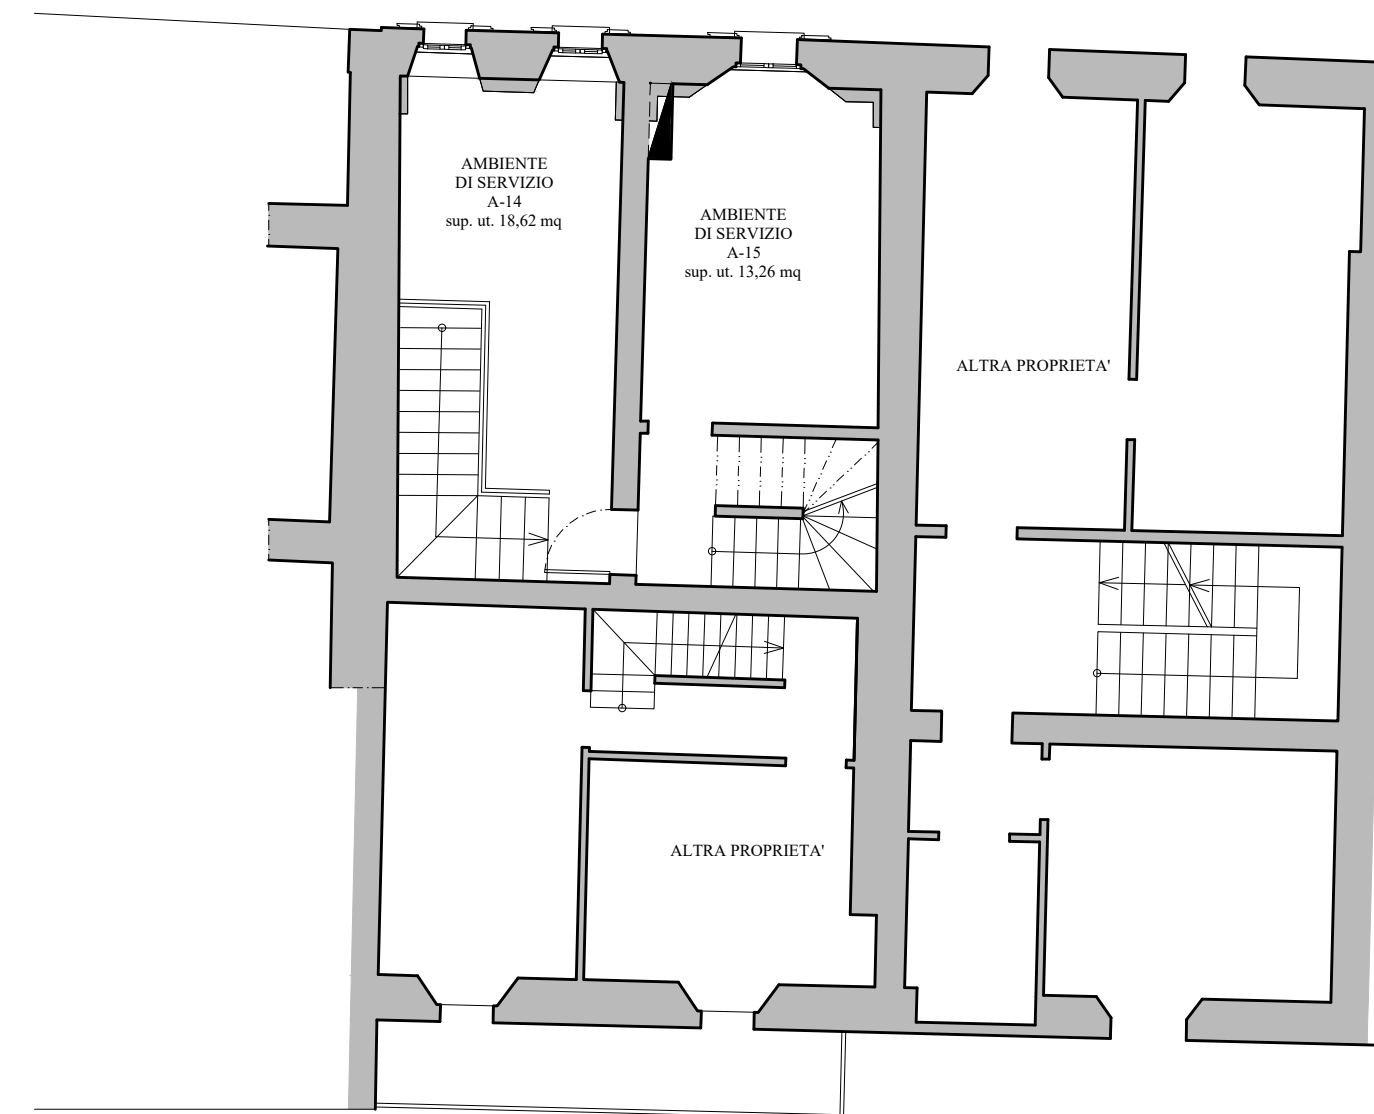 AMBIENTE
DI SERVIZIO
A-14
sup. ut. 18,62 mq
AMBIENTE
DI SERVIZIO
A-15
sup. ut. 13,26 mq
ALTRA PROPRIETA'
ALTRA PROPRIETA'